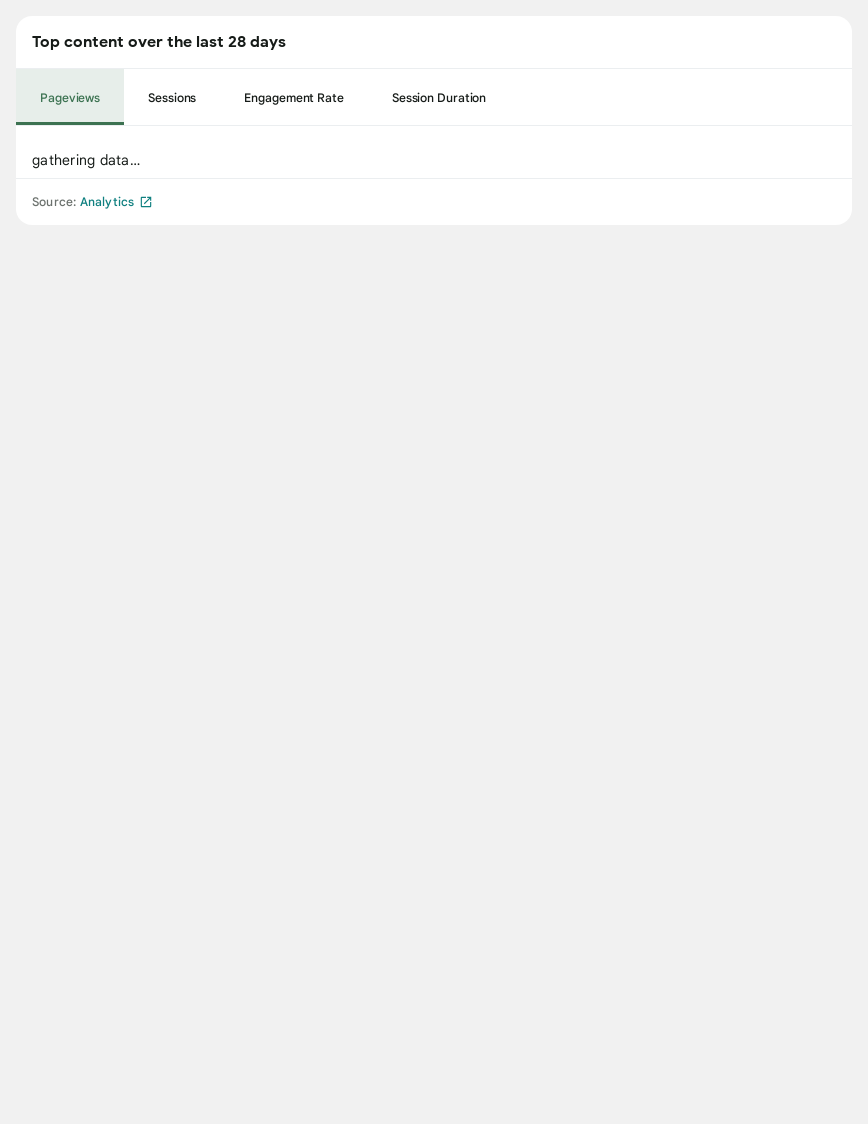 Top content over the last 28 days
Pageviews Sessions Engagement Rate Session Duration
gathering data…
Source: Analytics